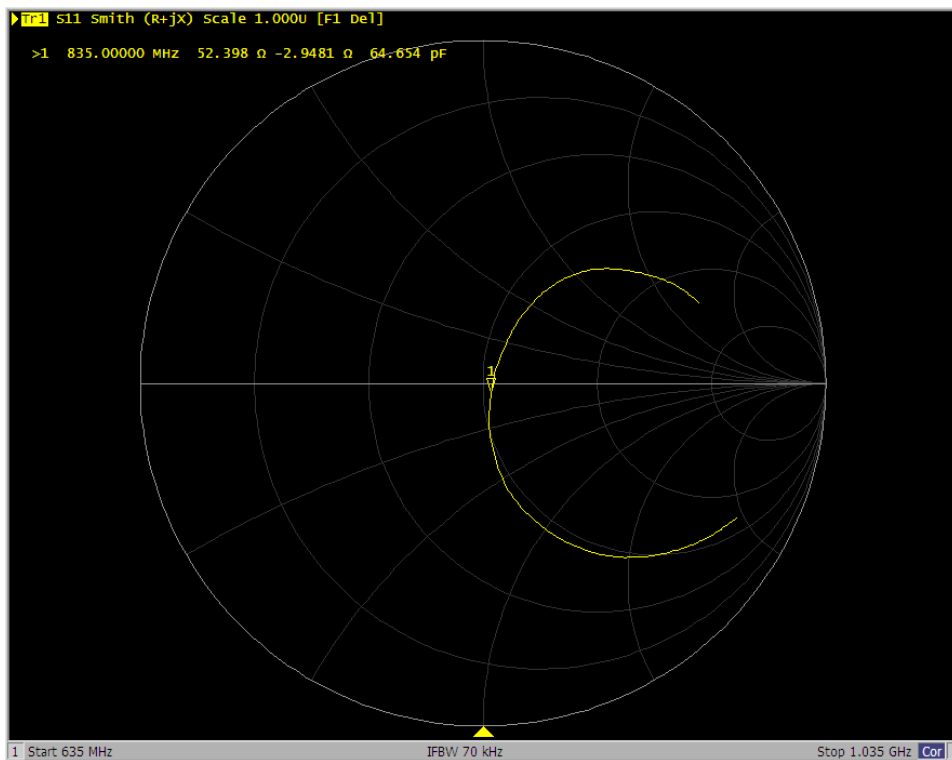 Tr1 S11 Smith (R+jX) Scale 1.000U [F1 Del]
>1 835.00000 MHz 52.398 Ω -2.9481 Ω 64.654 pF
1
1 Start 635 MHz IFBW 70 kHz Stop 1.035 GHz Cor